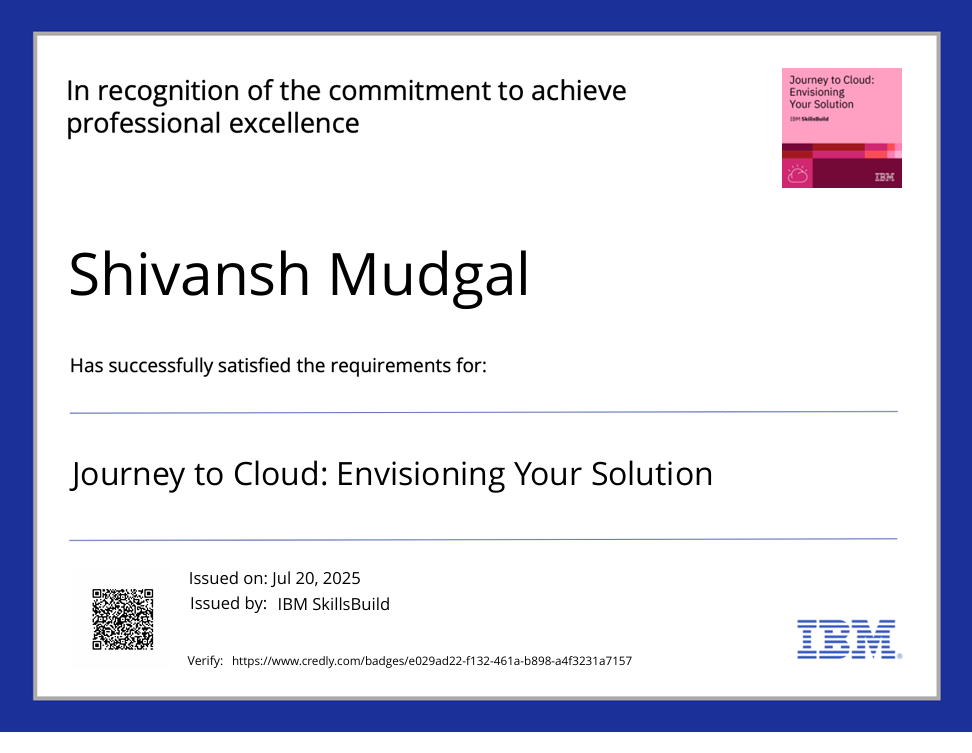 In recognition of the commitment to achieve
professional excellence
Journey to Cloud:
Envisioning
Your Solution
IBM SkillsBuild
IBM
Shivansh Mudgal
Has successfully satisfied the requirements for:
Journey to Cloud: Envisioning Your Solution
Issued on: Jul 20, 2025
Issued by: IBM SkillsBuild
Verify: https://www.credly.com/badges/e029ad22-f132-461a-b898-a4f3231a7157
IBM®